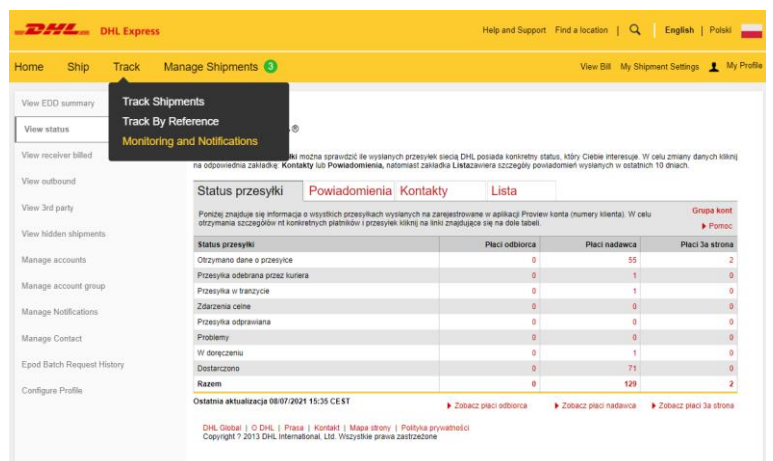 DHL DHL Express
Help and Support Find a location | English | Polski
Home Ship Track Manage Shipments 3
View Bill My Shipment Settings My Profile
Track Shipments
Track By Reference
Monitoring and Notifications
View EDD summary
View status
View receiver billed
View outbound
View 3rd party
View hidden shipments
Manage accounts
Manage account group
Manage Notifications
Manage Contact
Epod Batch Request History
Configure Profile
®
można sprawdzić ile wysłanych przesyłek siecią DHL posiada konkretny status, który Ciebie interesuje. W celu zmiany danych kliknij
na odpowiednia zakładkę: Kontakty lub Powiadomienia, natomiast zakładka Listazawiera szczegóły powiadomień wysłanych w ostatnich 10 dniach.
Status przesyłki Powiadomienia Kontakty Lista
Poniżej znajduje się informacja o wsystkich przesyłkach wysłanych na zarejestrowane w aplikacji Proview konta (numery klienta). W celu
otrzymania szczegółów nt konkretnych płatników i przesyłek kliknij na linki znajdujące się na dole tabeli.
Grupa kont
Pomoc
Status przesyłki Płaci odbiorca Płaci nadawca Płaci 3a strona
Otrzymano dane o przesyłce 0 55 2
Przesyłka odebrana przez kuriera 0 1 0
Przesyłka w tranzycie 0 1 0
Zdarzenia celne 0 0 0
Przesyłka odprawiana 0 0 0
Problemy 0 0 0
W doręczeniu 0 1 0
Dostarczono 0 71 0
Razem 0 129 2
Ostatnia aktualizacja 08/07/2021 15:35 CEST
Zobacz płaci odbiorca Zobacz płaci nadawca Zobacz płaci 3a strona
DHL Global | O DHL | Prasa | Kontakt | Mapa strony | Polityka prywatności
Copyright ? 2013 DHL International, Ltd. Wszystkie prawa zastrzeżone